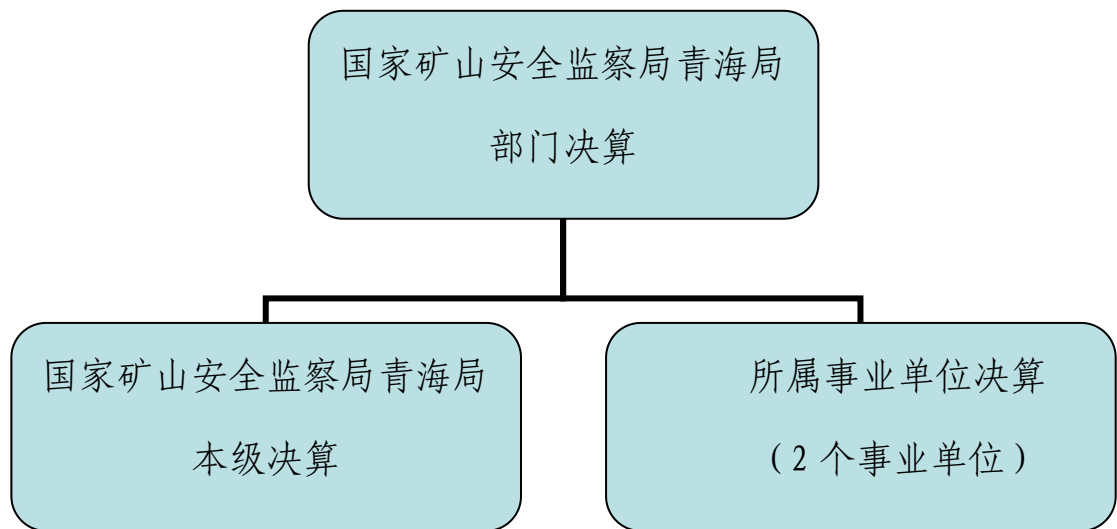 国家矿山安全监察局青海局
部门决算
国家矿山安全监察局青海局
本级决算
所属事业单位决算
（2 个事业单位）